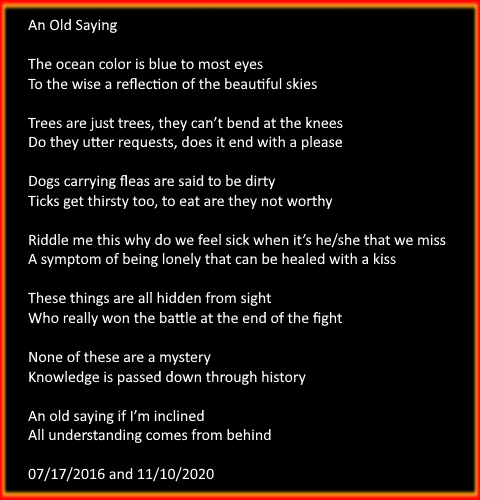 An Old Saying
The ocean color is blue to most eyes
To the wise a reflection of the beautiful skies
Trees are just trees, they can’t bend at the knees
Do they utter requests, does it end with a please
Dogs carrying fleas are said to be dirty
Ticks get thirsty too, to eat are they not worthy
Riddle me this why do we feel sick when it’s he/she that we miss
A symptom of being lonely that can be healed with a kiss
These things are all hidden from sight
Who really won the battle at the end of the fight
None of these are a mystery
Knowledge is passed down through history
An old saying if I’m inclined
All understanding comes from behind
07/17/2016 and 11/10/2020